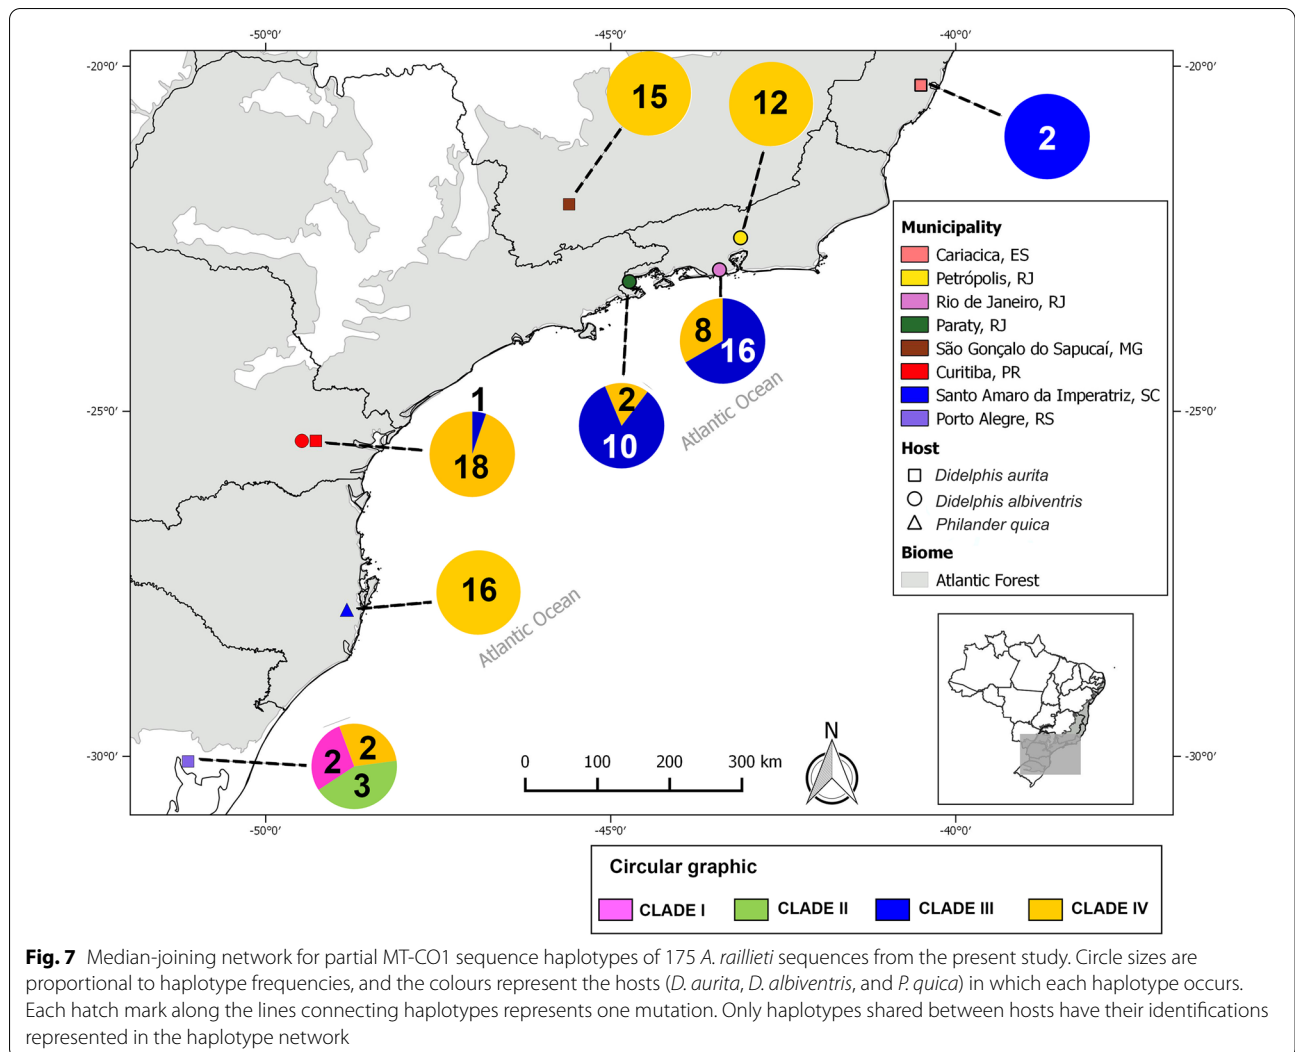 -50°0'
-45°0'
-40°0'
-20°0'
-20°0'
15
12
2
Municipality
Cariacica, ES
Petrópolis, RJ
Rio de Janeiro, RJ
Paraty, RJ
São Gonçalo do Sapucaí, MG
Curitiba, PR
Santo Amaro da Imperatriz, SC
Porto Alegre, RS
Host
Didelphis aurita
Didelphis albiventris
Philander quica
Biome
Atlantic Forest
8
16
Atlantic Ocean
2
10
1
18
-25°0'
-25°0'
16
Atlantic Ocean
2
2
3
-30°0'
-30°0'
0 100 200 300 km
N
-50°0'
-45°0'
-40°0'
Circular graphic
CLADE I
CLADE II
CLADE III
CLADE IV
Fig. 7 Median-joining network for partial MT-CO1 sequence haplotypes of 175 A. raillieti sequences from the present study. Circle sizes are
proportional to haplotype frequencies, and the colours represent the hosts (D. aurita, D. albiventris, and P. quica) in which each haplotype occurs.
Each hatch mark along the lines connecting haplotypes represents one mutation. Only haplotypes shared between hosts have their identifications
represented in the haplotype network